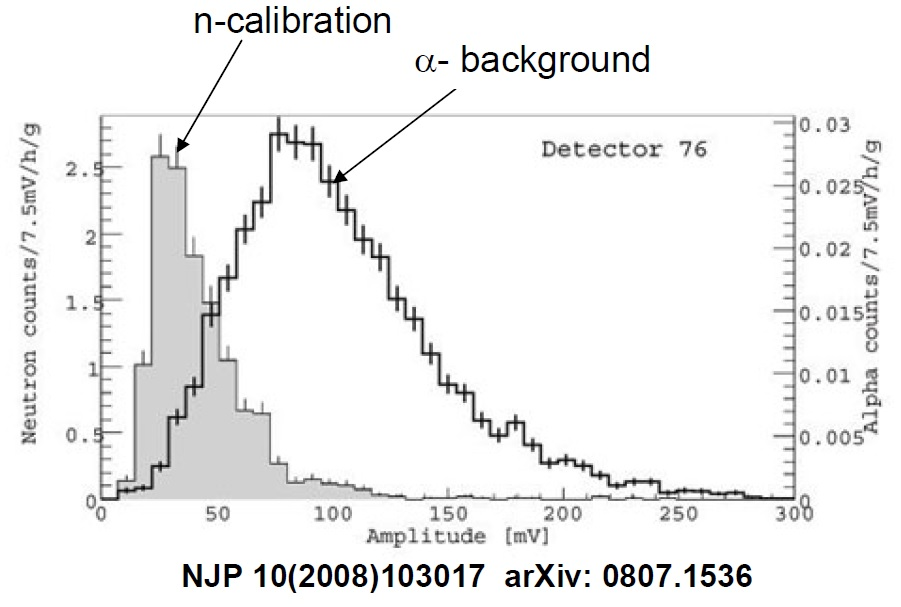 n-calibration
α- background
Detector 76
Neutron counts/7.5mV/h/g
2.5
2
1.5
1
0.5
0
0.03
0.025
0.02
0.015
0.01
0.005
0
Alpha counts/7.5mV/h/g
0 50 100 150 200 250 300
Amplitude [mV]
NJP 10(2008)103017 arXiv: 0807.1536